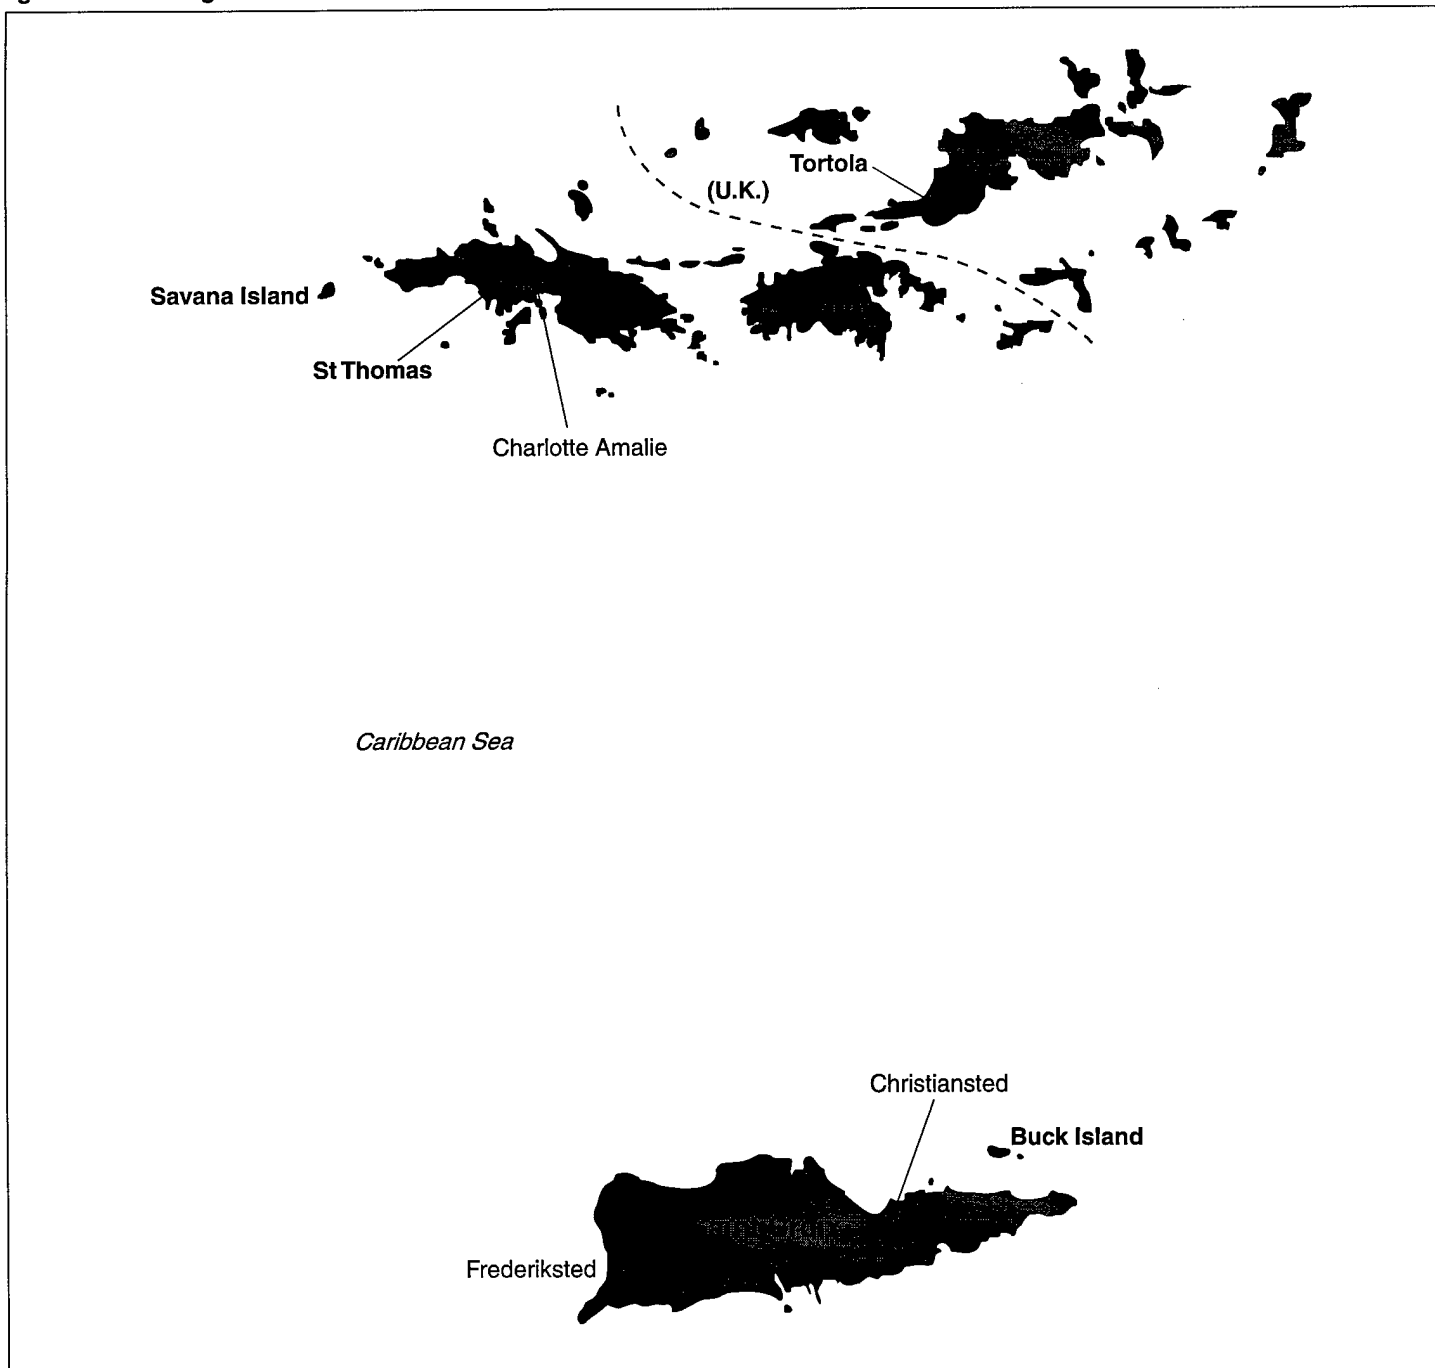 Tortola
(U.K.)
Savana Island
St Thomas
Charlotte Amalie
Caribbean Sea
Christiansted
Buck Island
Frederiksted